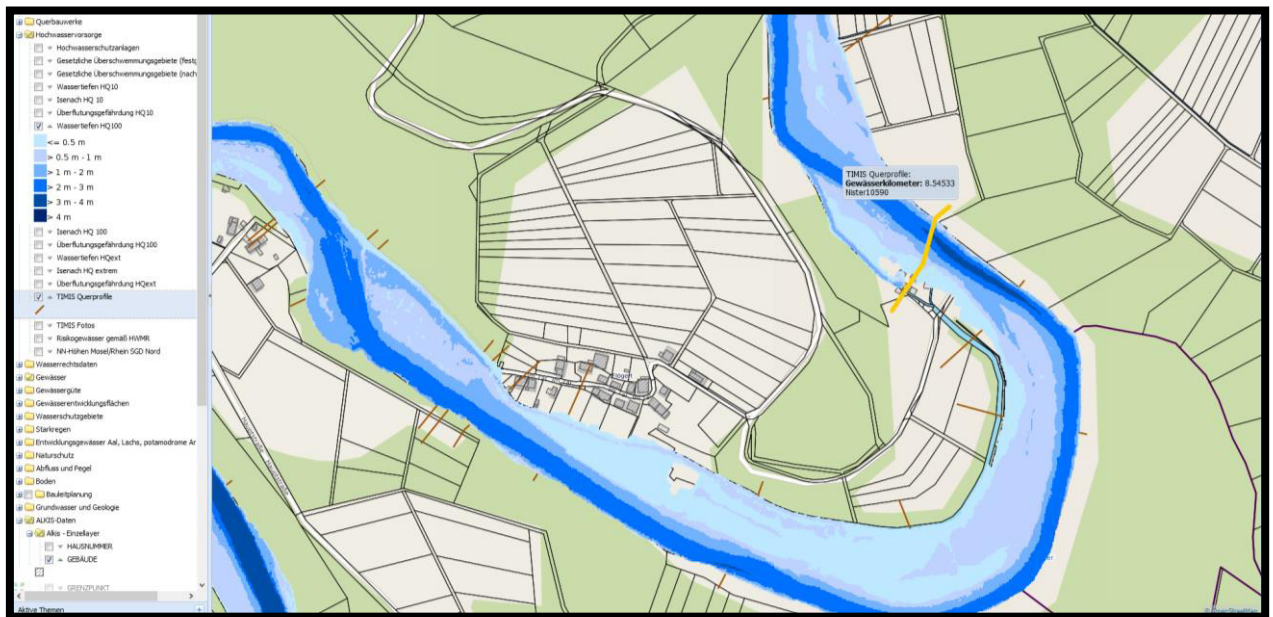 Querbauwerke
Hochwasservorsorge
Hochwasserschutzanlagen
Gesetzliche Überschwemmungsgebiete (festg
Gesetzliche Überschwemmungsgebiete (nach
Wassertiefen HQ10
Isenach HQ 10
Überflutungsgefährdung HQ10
Wassertiefen HQ100
<= 0.5 m
> 0.5 m - 1 m
> 1 m - 2 m
> 2 m - 3 m
> 3 m - 4 m
> 4 m
Isenach HQ 100
Überflutungsgefährdung HQ100
Wassertiefen HQext
Isenach HQ extrem
Überflutungsgefährdung HQext
TIMIS Querprofile
TIMIS Fotos
Risikogewässer gemäß HWMR
NN-Höhen Mosel/Rhein SGD Nord
Wasserrechtsdaten
Gewässer
Gewässergüte
Gewässerentwicklungsflächen
Wasserschutzgebiete
Starkregen
Entwicklungsgewässer Aal, Lachs, potamodrome Ar
Naturschutz
Abfluss und Pegel
Boden
Bauleitplanung
Grundwasser und Geologie
ALKIS-Daten
Alkis - Einzellayer
HAUSNUMMER
GEBÄUDE
GRENZPUNKT
Aktive Themen
TIMIS Querprofile:
Gewässerkilometer: 8.54533
Nister10590
Hauptstraße
© OpenStreetMap